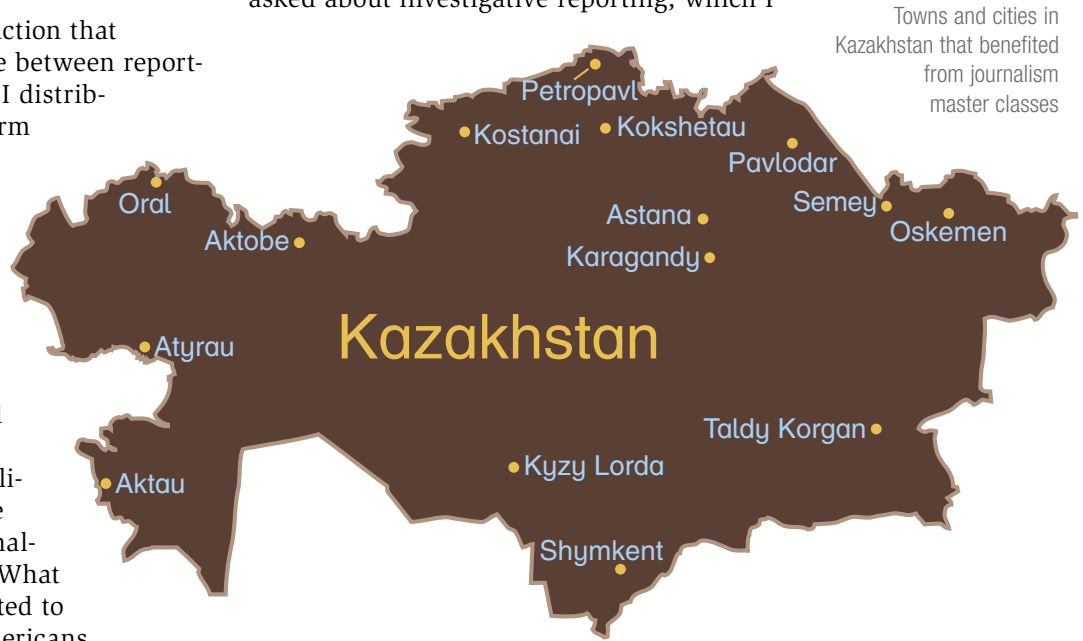 asked about investigative reporting, which I
ction that
e between report-
I distrib-
rm
li-
e
nal-
What
ted to
ericans
Towns and cities in
Kazakhstan that benefited
from journalism
master classes
Petropavl
Kostanai
Kokshetau
Pavlodar
Oral
Semey
Astana
Oskemen
Aktobe
Karagandy
Kazakhstan
Atyrau
Taldy Korgan
Kyzy Lorda
Aktau
Shymkent